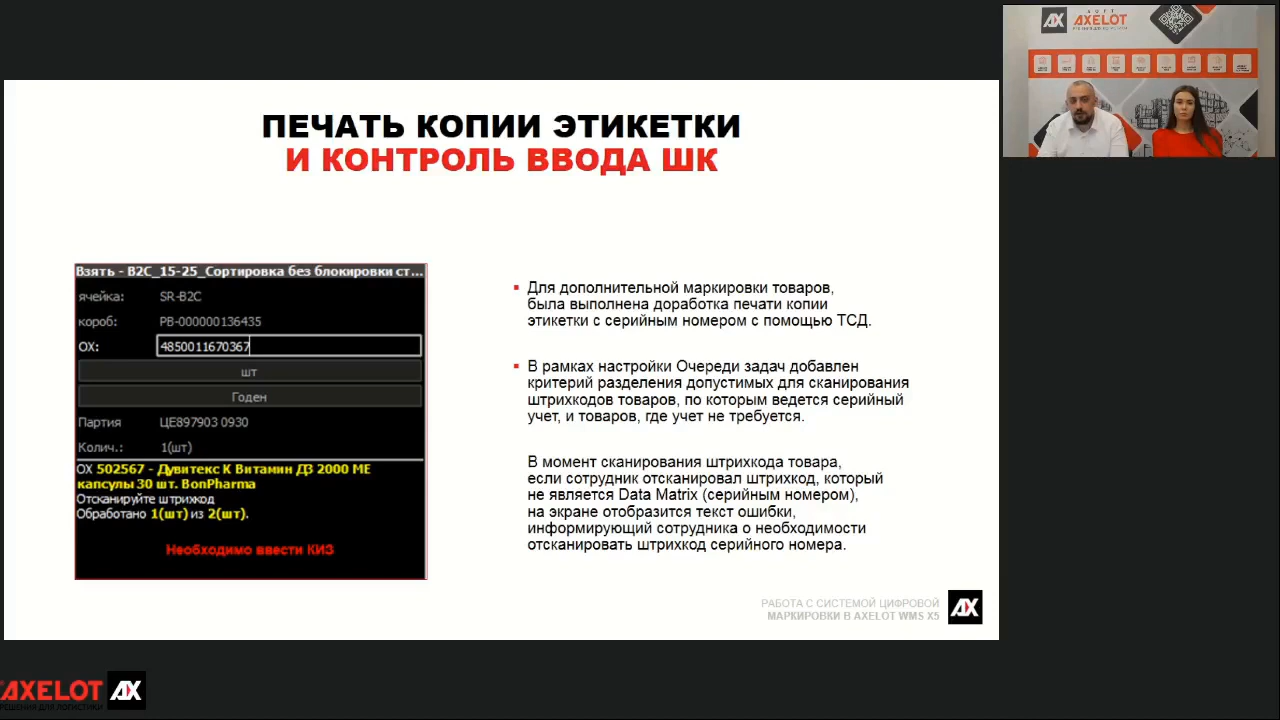 AXELOT
ПЕЧАТЬ КОПИИ ЭТИКЕТКИ
И КОНТРОЛЬ ВВОДА ШК
Взять - B2C_15-25_Сортировка без блокировки ст...
ячейка: SR-B2C
короб: PB-000000136435
ОХ: 4850011670367
шт
Годен
Партия ЦЕ897903 0930
Колич.: 1(шт)
ОХ 502567 - Дувитекс К Витамин Д3 2000 МЕ
капсулы 30 шт. BonPharma
Отсканируйте штрихкод
Обработано 1(шт) из 2(шт).
Необходимо ввести КИЗ
Для дополнительной маркировки товаров,
была выполнена доработка печати копии
этикетки с серийным номером с помощью ТСД.
В рамках настройки Очереди задач добавлен
критерий разделения допустимых для сканирования
штрихкодов товаров, по которым ведется серийный
учет, и товаров, где учет не требуется.
В момент сканирования штрихкода товара,
если сотрудник отсканировал штрихкод, который
не является Data Matrix (серийным номером),
на экране отобразится текст ошибки,
информирующий сотрудника о необходимости
отсканировать штрихкод серийного номера.
РАБОТА С СИСТЕМОЙ ЦИФРОВОЙ
МАРКИРОВКИ В AXELOT WMS X5
AXELOT
РЕШЕНИЯ ДЛЯ ЛОГИСТИКИ